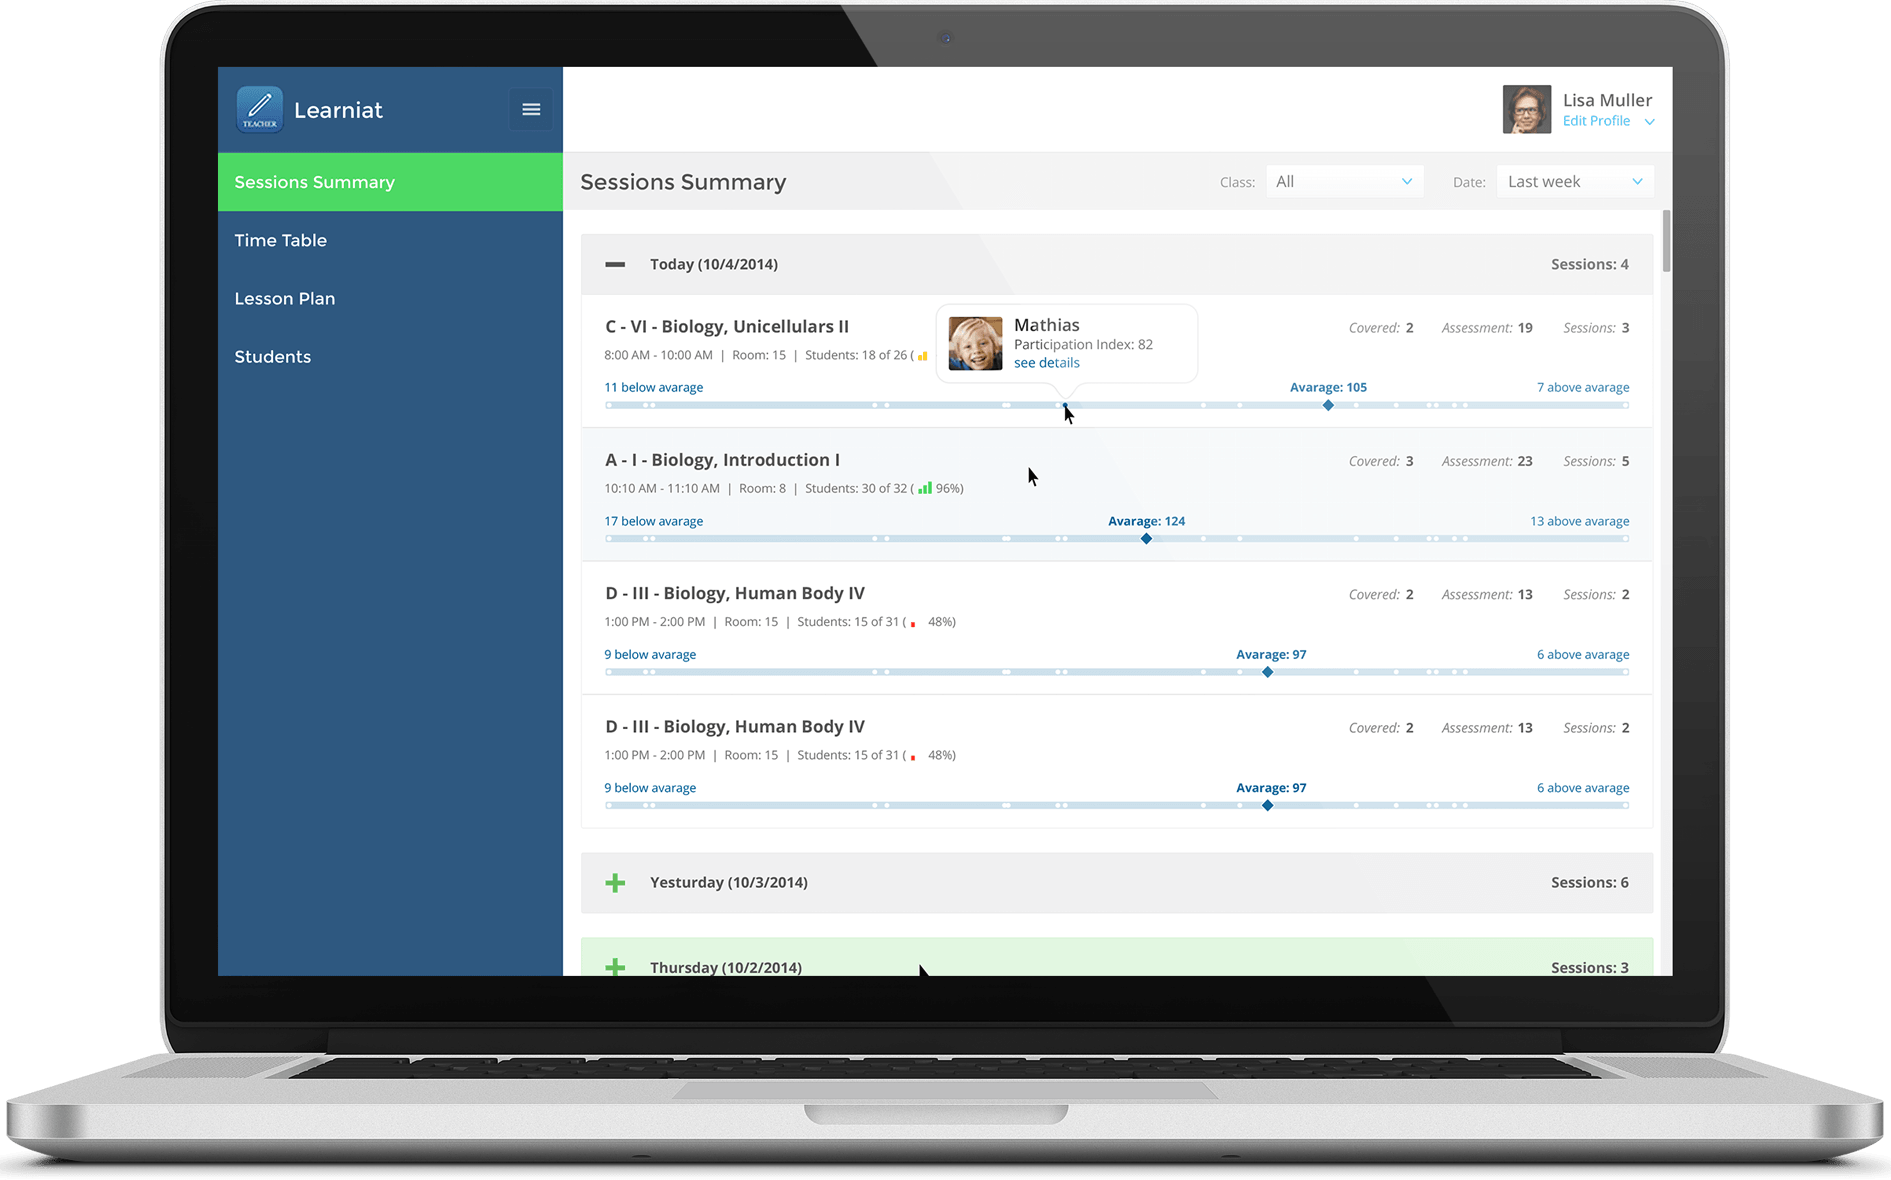 TEACHER
Learniat
Lisa Muller
Edit Profile
Sessions Summary
Time Table
Lesson Plan
Students
Sessions Summary
Class: All
Date: Last week
Today (10/4/2014)
Sessions: 4
C - VI - Biology, Unicellulars II
Covered: 2 Assessment: 19 Sessions: 3
8:00 AM - 10:00 AM | Room: 15 | Students: 18 of 26 (
Mathias
Participation Index: 82
see details
11 below avarage
Avarage: 105
7 above avarage
A - I - Biology, Introduction I
Covered: 3 Assessment: 23 Sessions: 5
10:10 AM - 11:10 AM | Room: 8 | Students: 30 of 32 ( 96%)
17 below avarage
Avarage: 124
13 above avarage
D - III - Biology, Human Body IV
Covered: 2 Assessment: 13 Sessions: 2
1:00 PM - 2:00 PM | Room: 15 | Students: 15 of 31 ( 48%)
9 below avarage
Avarage: 97
6 above avarage
D - III - Biology, Human Body IV
Covered: 2 Assessment: 13 Sessions: 2
1:00 PM - 2:00 PM | Room: 15 | Students: 15 of 31 ( 48%)
9 below avarage
Avarage: 97
6 above avarage
Yesturday (10/3/2014)
Sessions: 6
Thursday (10/2/2014)
Sessions: 3